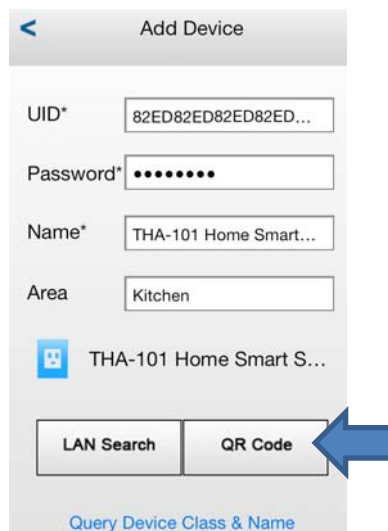 < Add Device
UID* 82ED82ED82ED82ED...
Password* ••••••••
Name* THA-101 Home Smart...
Area Kitchen
THA-101 Home Smart S...
LAN Search QR Code
Query Device Class & Name